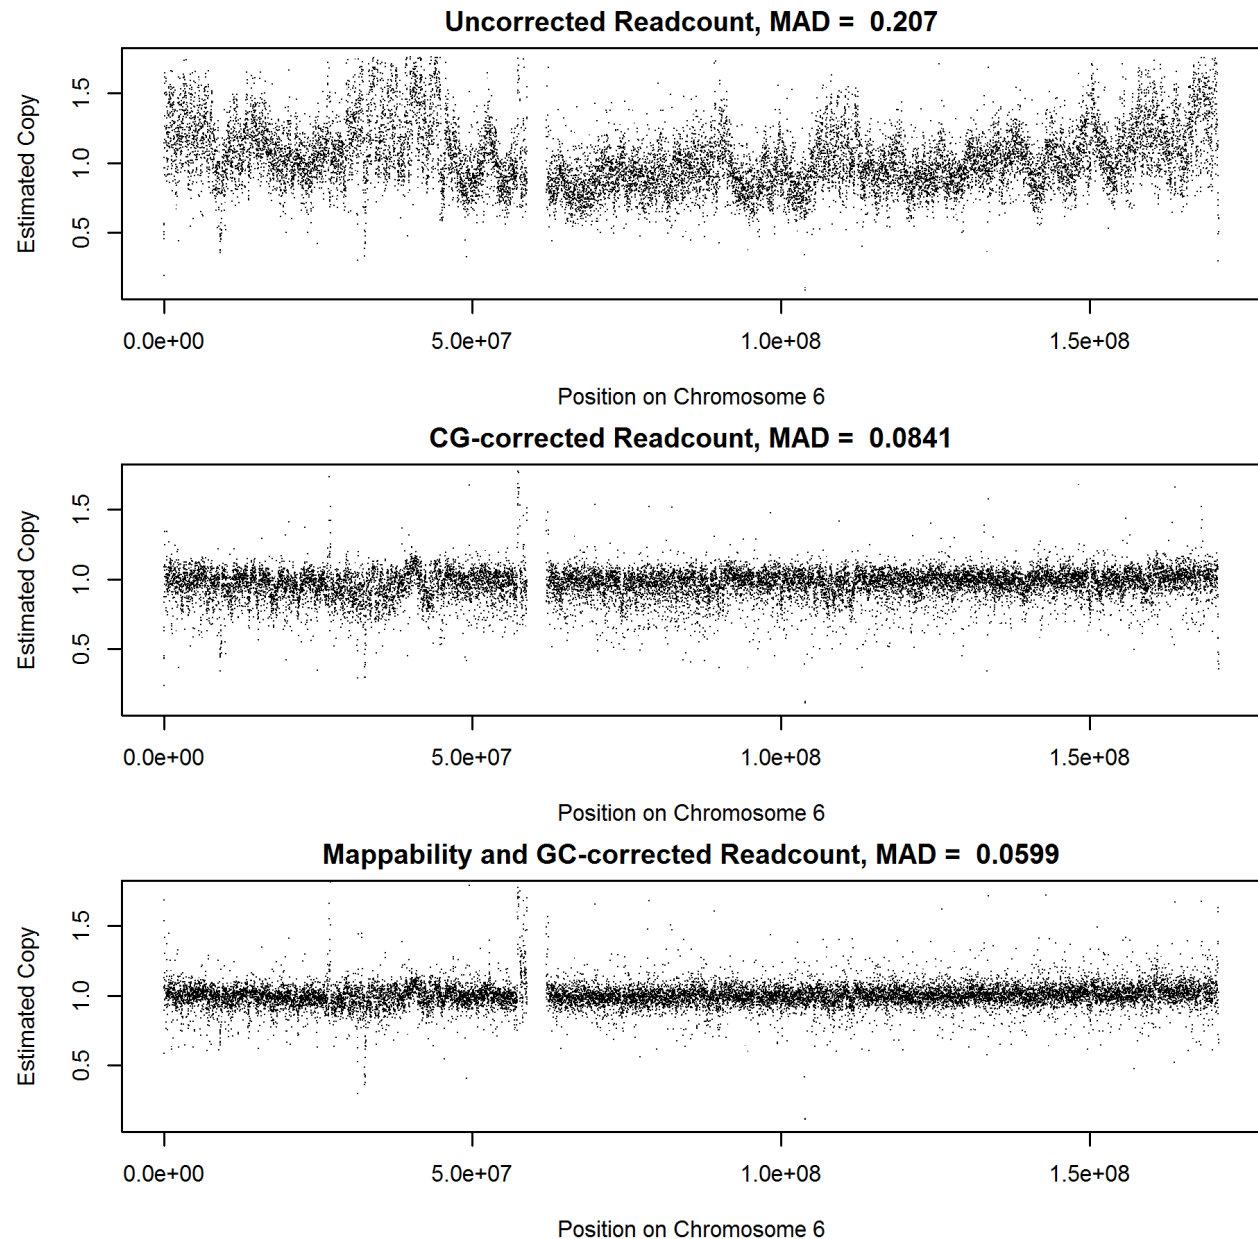 Uncorrected Readcount, MAD =  0.207
Estimated Copy
1.5
1.0
0.5
0.0e+00 5.0e+07 1.0e+08 1.5e+08
Position on Chromosome 6
CG-corrected Readcount, MAD =  0.0841
Estimated Copy
1.5
1.0
0.5
0.0e+00 5.0e+07 1.0e+08 1.5e+08
Position on Chromosome 6
Mappability and GC-corrected Readcount, MAD =  0.0599
Estimated Copy
1.5
1.0
0.5
0.0e+00 5.0e+07 1.0e+08 1.5e+08
Position on Chromosome 6